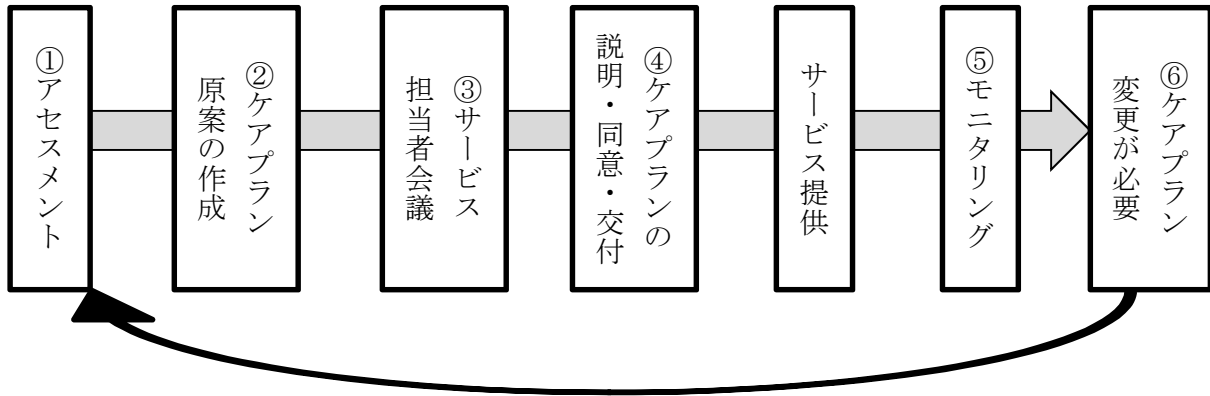 ①アセスメント
②ケアプラン
原案の作成
③サービス
担当者会議
④ケアプランの
説明・同意・交付
サービス提供
⑤モニタリング
⑥ケアプラン
変更が必要